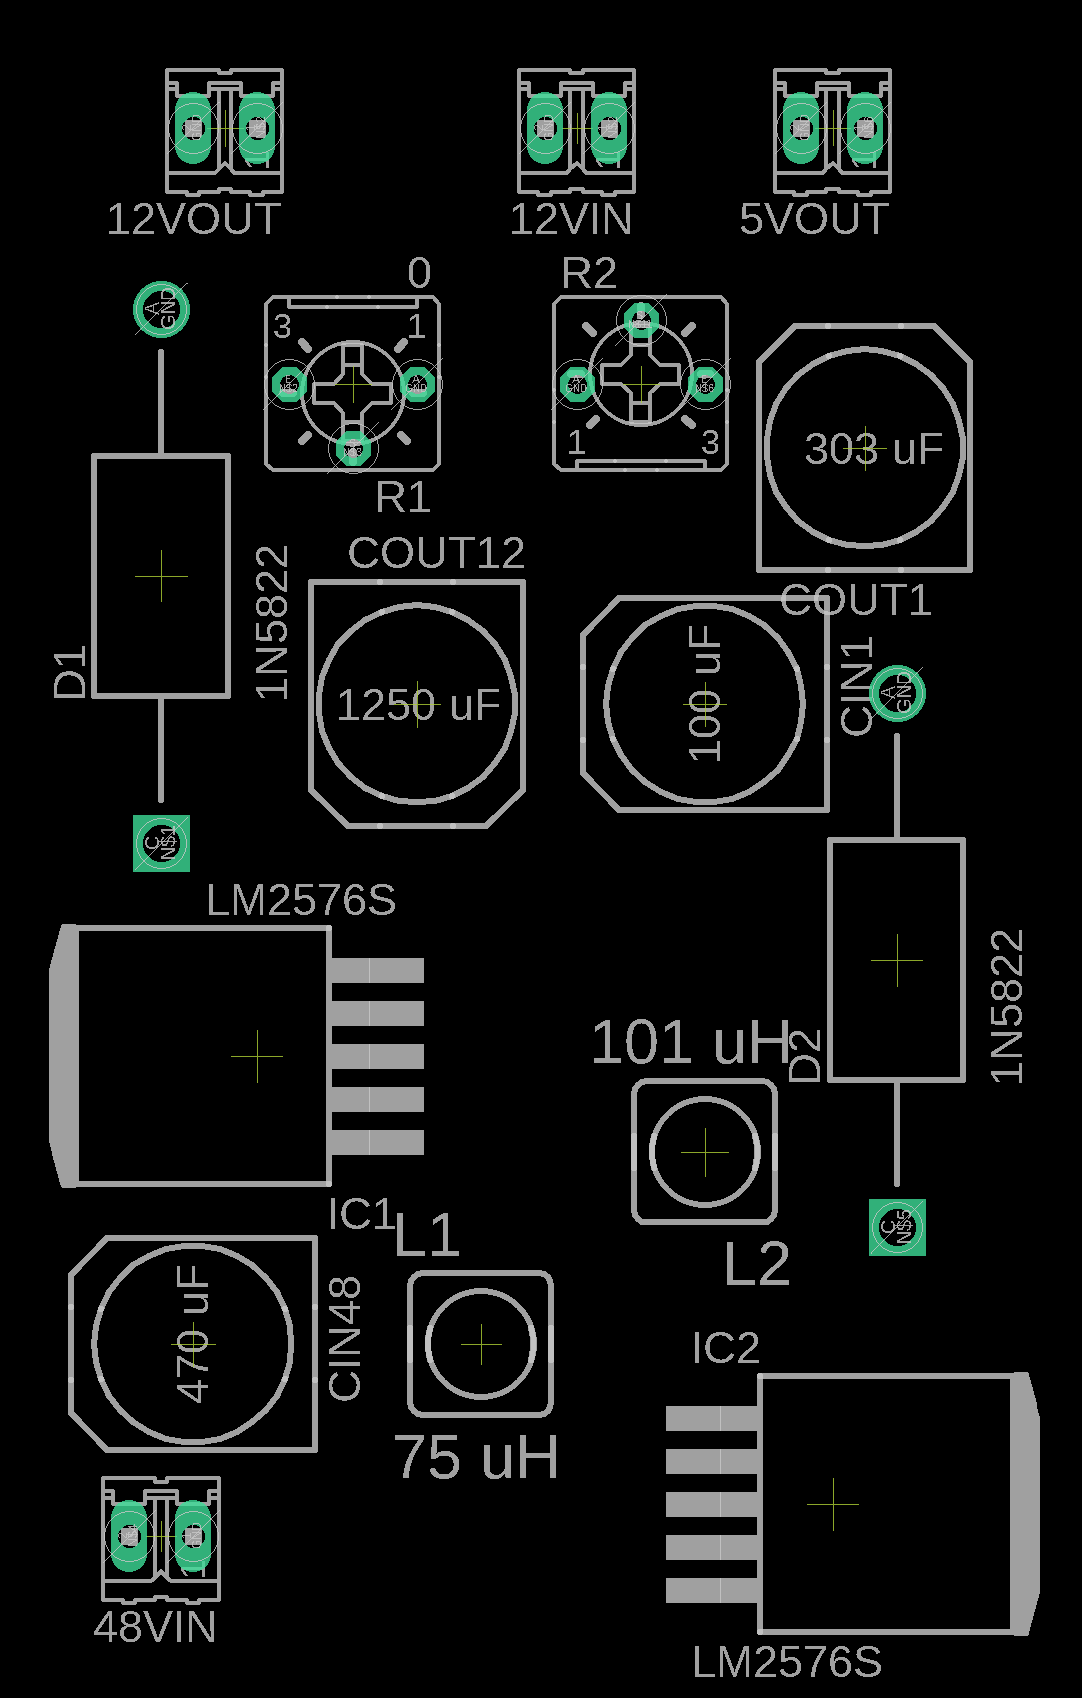 12VOUT
12VIN
5VOUT
A
GND
0
3
1
GND
R1
R2
GND
1
3
303 uF
COUT1
D1
1N5822
COUT12
1250 uF
100 uF
CIN1
A
GND
C
N$1
LM2576S
IC1
D2
1N5822
101 uH
L2
C
N$5
L1
75 uH
470 uF
CIN48
IC2
LM2576S
48VIN